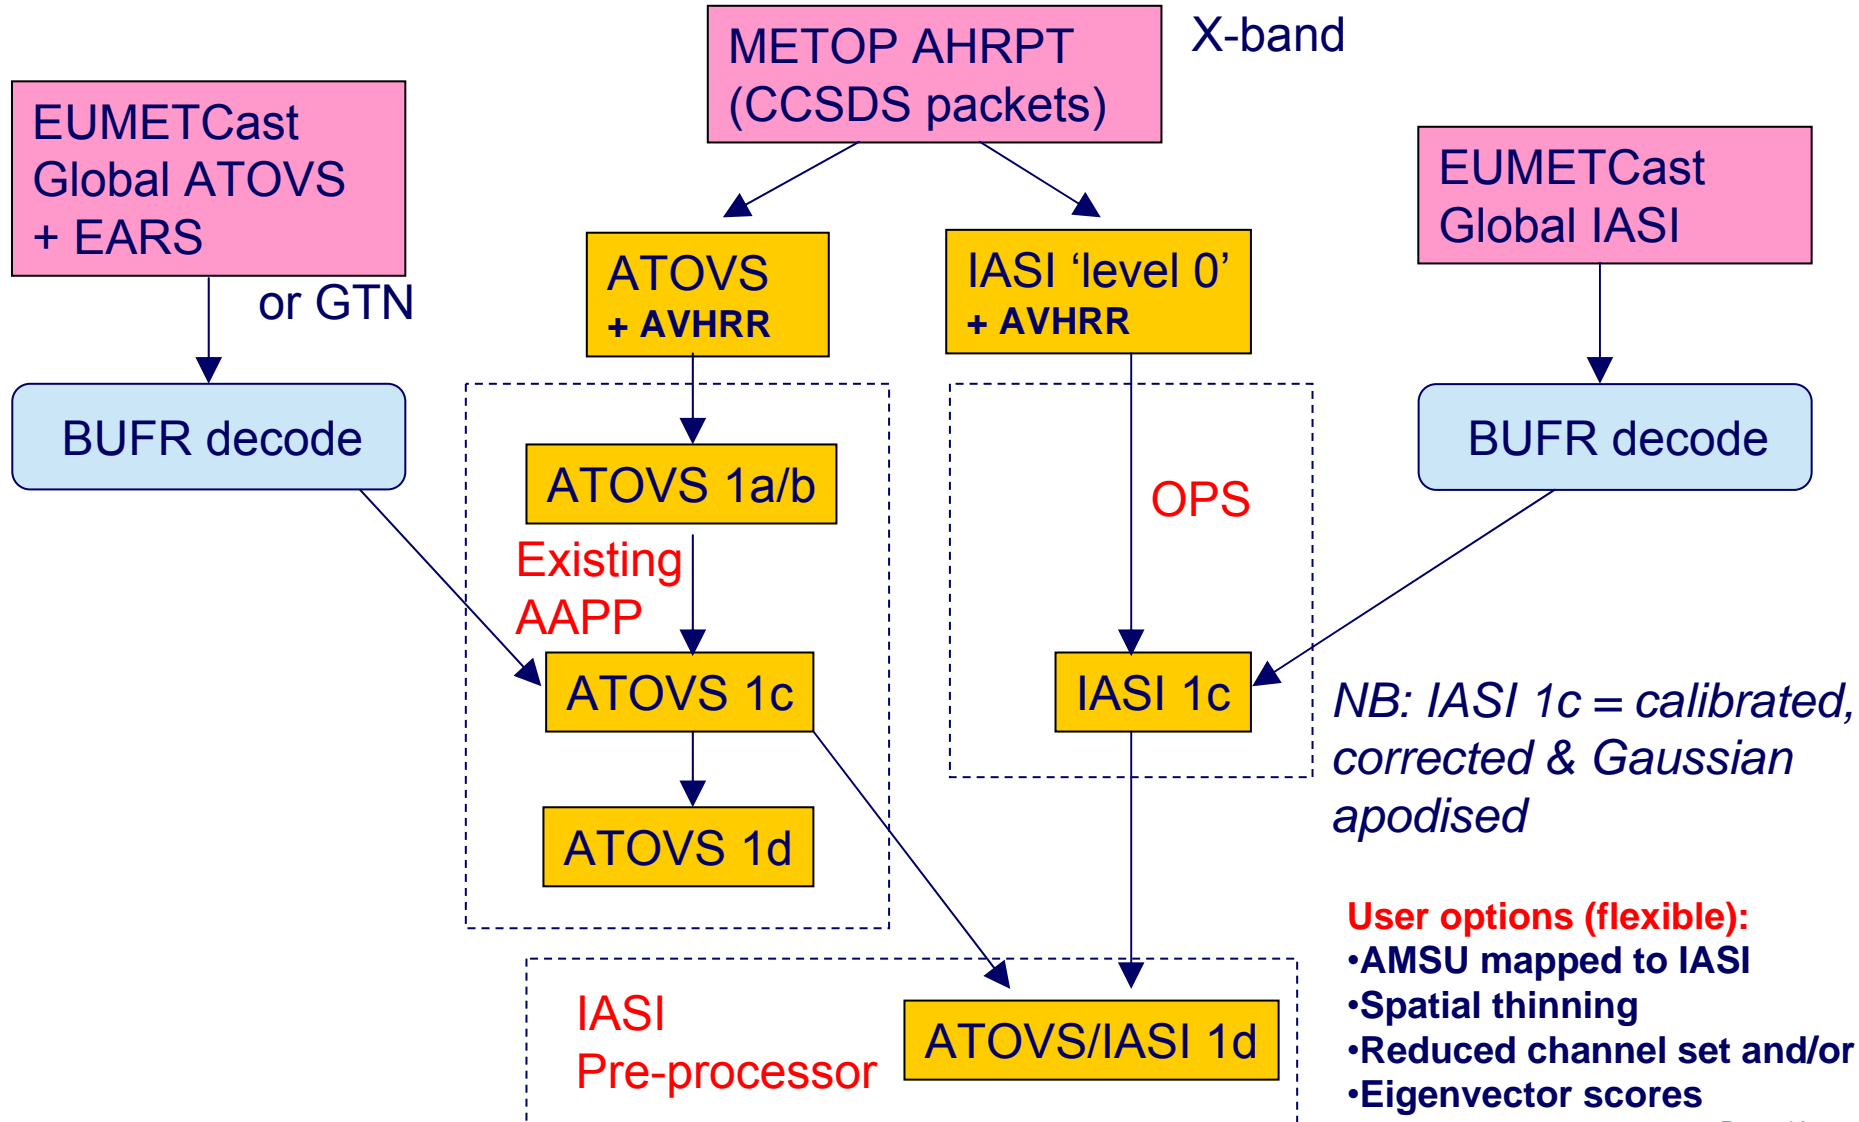 METOP AHRPT
(CCSDS packets)
X-band
EUMETCast
Global ATOVS
+ EARS
or GTN
EUMETCast
Global IASI
ATOVS
+ AVHRR
IASI ‘level 0’
+ AVHRR
BUFR decode
BUFR decode
ATOVS 1a/b
OPS
Existing
AAPP
ATOVS 1c
IASI 1c
NB: IASI 1c = calibrated,
corrected & Gaussian
apodised
ATOVS 1d
User options (flexible):
•AMSU mapped to IASI
•Spatial thinning
•Reduced channel set and/or
•Eigenvector scores
IASI
Pre-processor
ATOVS/IASI 1d